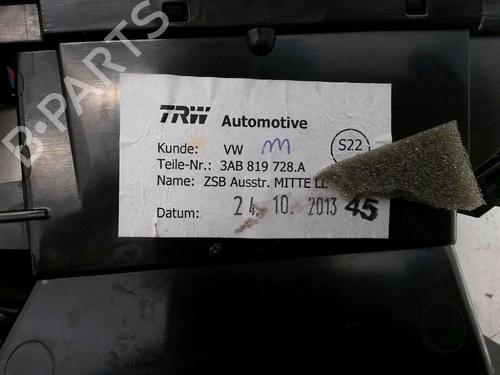 TRW Automotive
Kunde: VW m
S22
Teile-Nr.: 3AB 819 728.A
Name: ZSB Ausstr. MITTE
Datum: 24. 10. 2013 45
B-PARTS